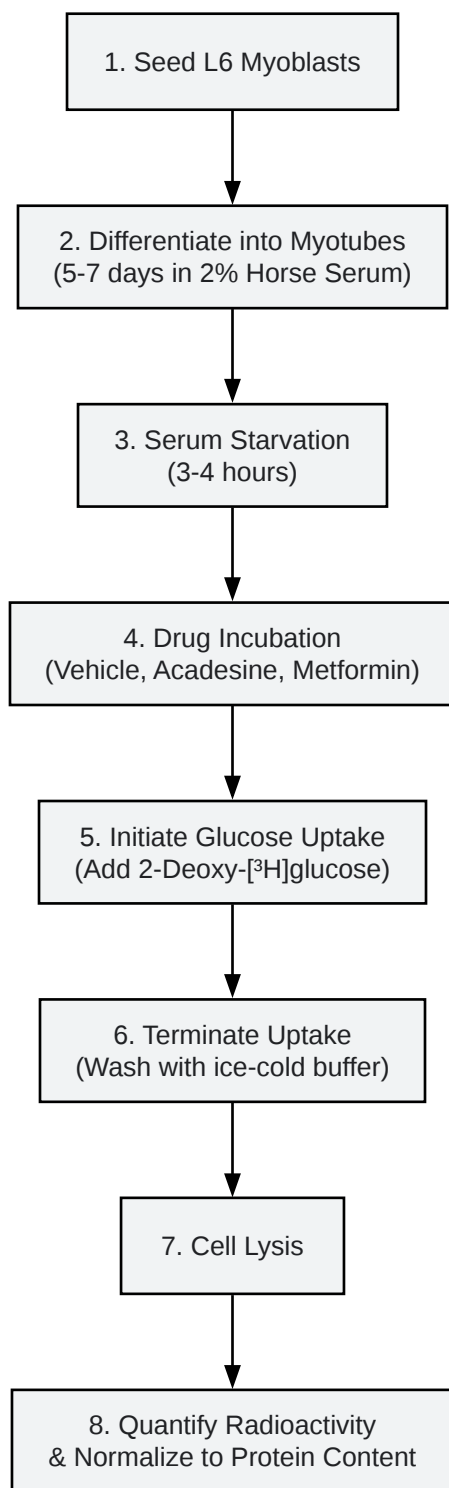 1. Seed L6 Myoblasts
2. Differentiate into Myotubes
(5-7 days in 2% Horse Serum)
3. Serum Starvation
(3-4 hours)
4. Drug Incubation
(Vehicle, Acadesine, Metformin)
5. Initiate Glucose Uptake
(Add 2-Deoxy-[³H]glucose)
6. Terminate Uptake
(Wash with ice-cold buffer)
7. Cell Lysis
8. Quantify Radioactivity
& Normalize to Protein Content